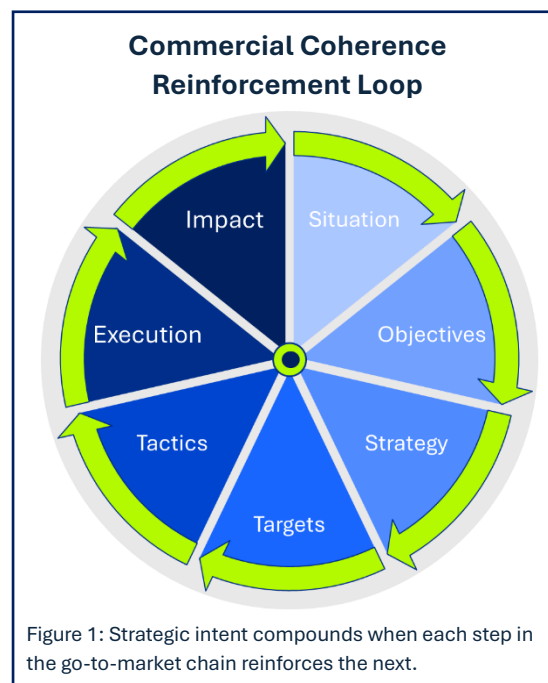 Commercial Coherence
Reinforcement Loop
Impact
Situation
Execution
Objectives
Tactics
Strategy
Targets
Figure 1: Strategic intent compounds when each step in
the go-to-market chain reinforces the next.